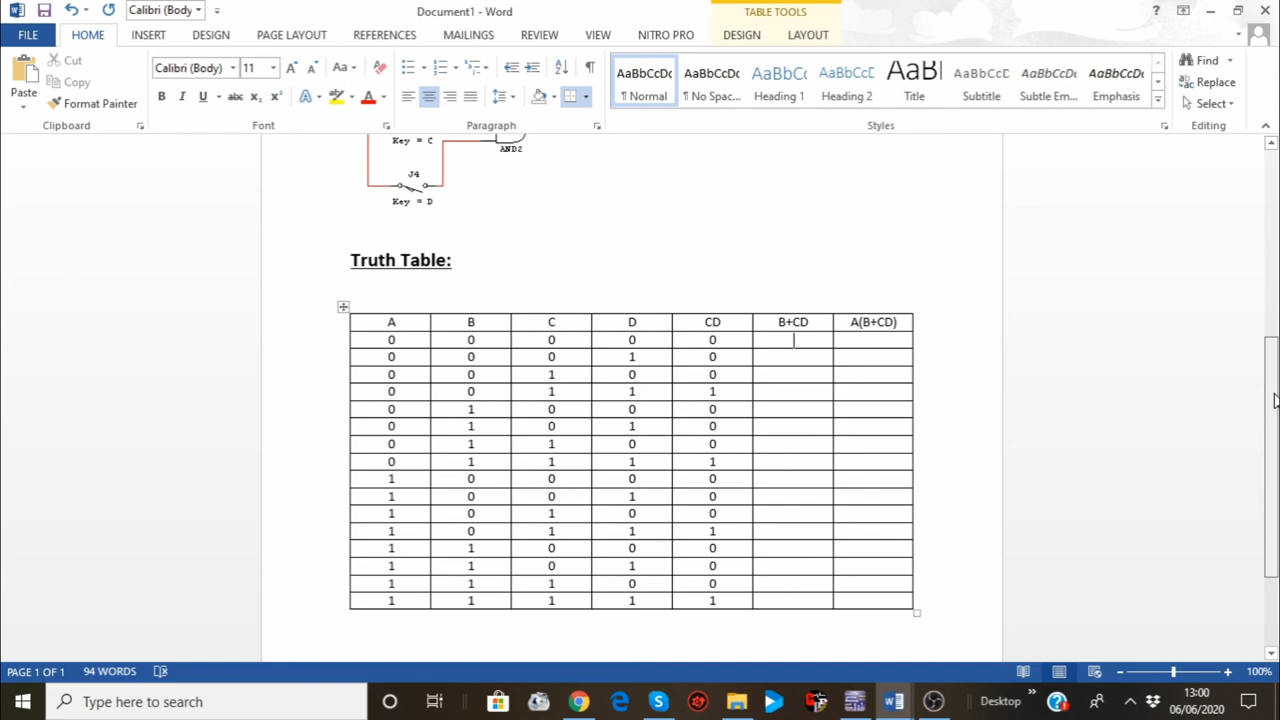 Calibri (Body
Document1 - Word
TABLE TOOLS
FILE HOME INSERT DESIGN PAGE LAYOUT REFERENCES MAILINGS REVIEW VIEW NITRO PRO DESIGN LAYOUT
Paste
Cut
Copy
Format Painter
Clipboard
Calibri (Body) 11
Font
Paragraph
AaBbCcDc AaBbCcDc AaBbCc AaBbCc AaBb AaBbCcDc AaBbCcDc AaBbCcDc
¶ Normal ¶ No Spac... Heading 1 Heading 2 Title Subtitle Subtle Em... Emphasis
Styles
Find
Replace
Select
Editing
Key = C
AND2
J4
Key = D
Truth Table:
A B C D CD B+CD A(B+CD)
0 0 0 0 0
0 0 0 1 0
0 0 1 0 0
0 0 1 1 1
0 1 0 0 0
0 1 0 1 0
0 1 1 0 0
0 1 1 1 1
1 0 0 0 0
1 0 0 1 0
1 0 1 0 0
1 0 1 1 1
1 1 0 0 0
1 1 0 1 0
1 1 1 0 0
1 1 1 1 1
PAGE 1 OF 1 94 WORDS 100%
Type here to search
Desktop
13:00
06/06/2020